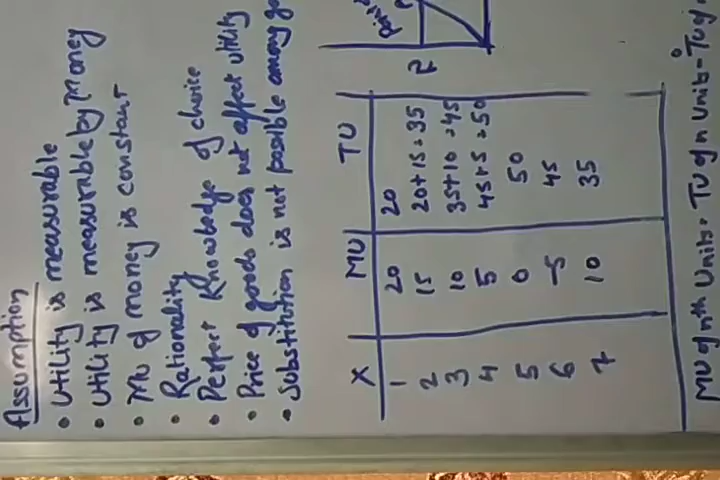 Assumption
• Utility is measurable
• Utility is measurable by Money
• Mu of money is constant
• Rationality
• Perfect Knowledge of choice
• Price of goods does not affect utility
• Substitution is not possible among
P
X MU TU
1 20 20
2 15 20+15=35
3 10 35+10=45
4 5 45+5=50
5 0 50
6 -5 45
7 10 35
MU of nth Units= TU of n Units- TU of